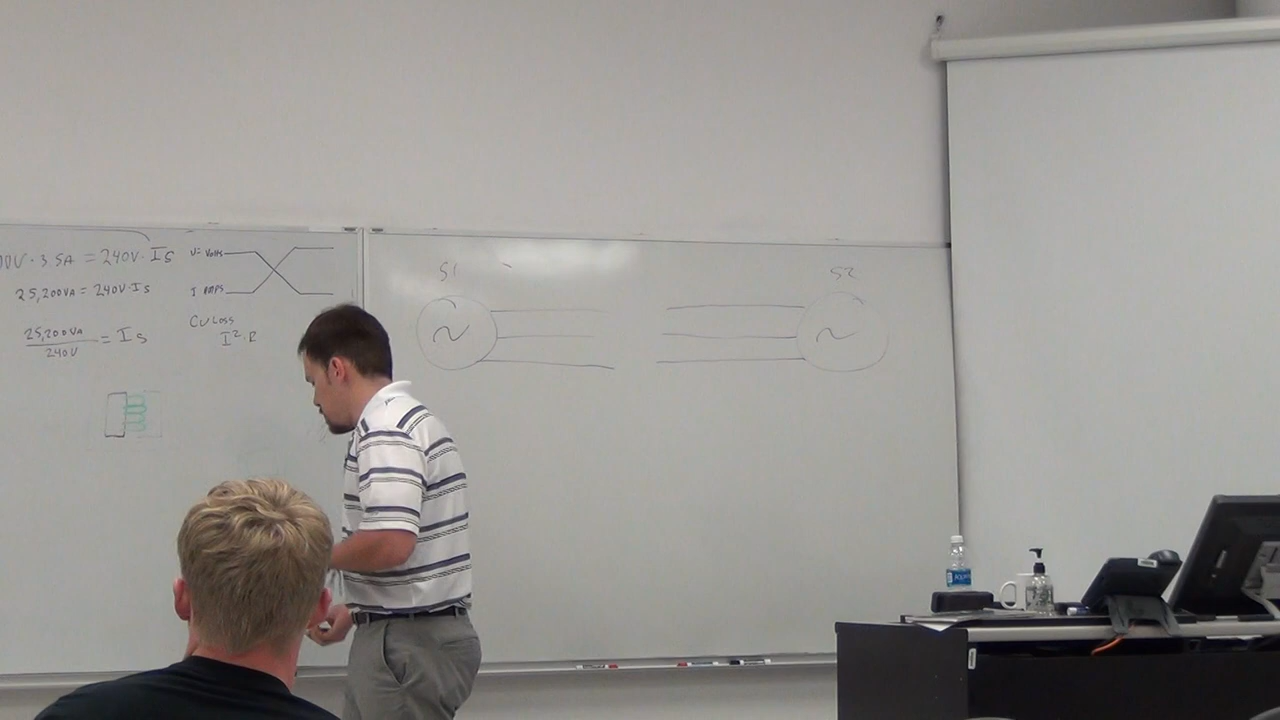 00V · 3.5A = 240V · Is
25,200VA = 240V · Is
25,200VA
240V
= Is
V = Volts
I AMPS
CU LOSS
I² · R
S1
S2